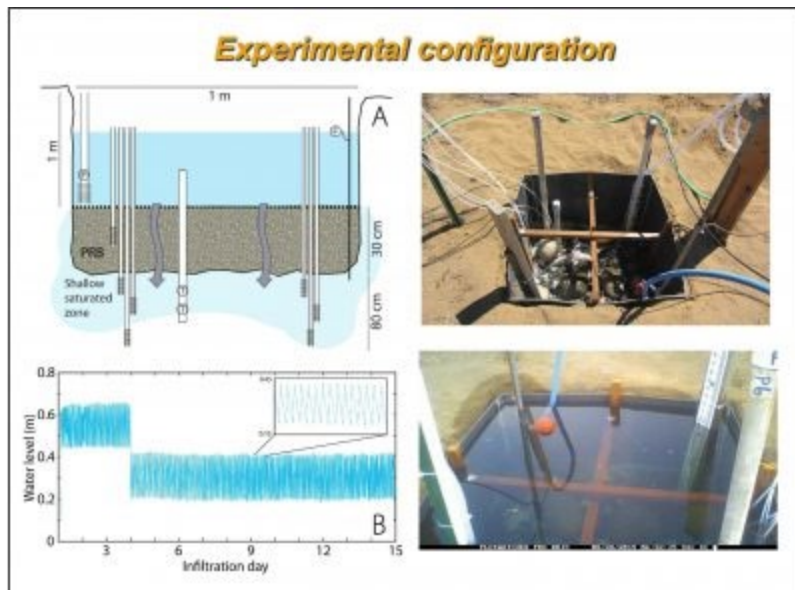 Experimental configuration
1 m
A
1 m
PRB
30 cm
Shallow
saturated
zone
80 cm
0.8
0.6
0.4
0.2
0
Water level (m)
B
3
6
9
12
15
Infiltration day